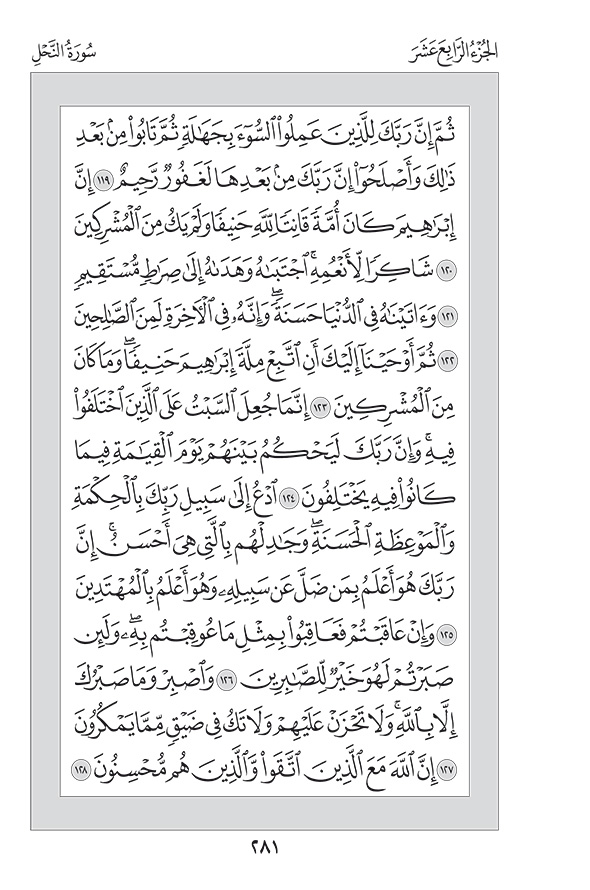 الجُزْءُ الرَّابِعَ عَشَرَ
سُورَةُ النَّحْلِ
ثُمَّ إِنَّ رَبَّكَ لِلَّذِينَ عَمِلُوا۟ ٱلسُّوٓءَ بِجَهَٰلَةٍ ثُمَّ تَابُوا۟ مِنۢ بَعْدِ
ذَٰلِكَ وَأَصْلَحُوٓا۟ إِنَّ رَبَّكَ مِنۢ بَعْدِهَا لَغَفُورٌ رَّحِيمٌ ١١٩ إِنَّ
إِبْرَٰهِيمَ كَانَ أُمَّةً قَانِتًا لِّلَّهِ حَنِيفًا وَلَمْ يَكُ مِنَ ٱلْمُشْرِكِينَ
١٢٠ شَاكِرًا لِّأَنْعُمِهِ ۚ ٱجْتَبَىٰهُ وَهَدَىٰهُ إِلَىٰ صِرَٰطٍ مُّسْتَقِيمٍ
١٢١ وَءَاتَيْنَٰهُ فِى ٱلدُّنْيَا حَسَنَةً ۖ وَإِنَّهُۥ فِى ٱلْءَاخِرَةِ لَمِنَ ٱلصَّٰلِحِينَ
١٢٢ ثُمَّ أَوْحَيْنَآ إِلَيْكَ أَنِ ٱتَّبِعْ مِلَّةَ إِبْرَٰهِيمَ حَنِيفًا ۖ وَمَا كَانَ
مِنَ ٱلْمُشْرِكِينَ ١٢٣ إِنَّمَا جُعِلَ ٱلسَّبْتُ عَلَى ٱلَّذِينَ ٱخْتَلَفُوا۟
فِيهِ ۚ وَإِنَّ رَبَّكَ لَيَحْكُمُ بَيْنَهُمْ يَوْمَ ٱلْقِيَٰمَةِ فِيمَا
كَانُوا۟ فِيهِ يَخْتَلِفُونَ ١٢٤ ٱدْعُ إِلَىٰ سَبِيلِ رَبِّكَ بِٱلْحِكْمَةِ
وَٱلْمَوْعِظَةِ ٱلْحَسَنَةِ ۖ وَجَٰدِلْهُم بِٱلَّتِى هِىَ أَحْسَنُ ۚ إِنَّ
رَبَّكَ هُوَ أَعْلَمُ بِمَن ضَلَّ عَن سَبِيلِهِۦ وَهُوَ أَعْلَمُ بِٱلْمُهْتَدِينَ
١٢٥ وَإِنْ عَاقَبْتُمْ فَعَاقِبُوا۟ بِمِثْلِ مَا عُوقِبْتُم بِهِۦ ۖ وَلَئِن
صَبَرْتُمْ لَهُوَ خَيْرٌ لِّلصَّٰبِرِينَ ١٢٦ وَٱصْبِرْ وَمَا صَبْرُكَ
إِلَّا بِٱللَّهِ ۚ وَلَا تَحْزَنْ عَلَيْهِمْ وَلَا تَكُ فِى ضَيْقٍ مِّمَّا يَمْكُرُونَ
١٢٧ إِنَّ ٱللَّهَ مَعَ ٱلَّذِينَ ٱتَّقَوا۟ وَّٱلَّذِينَ هُم مُّحْسِنُونَ ١٢٨
٢٨١